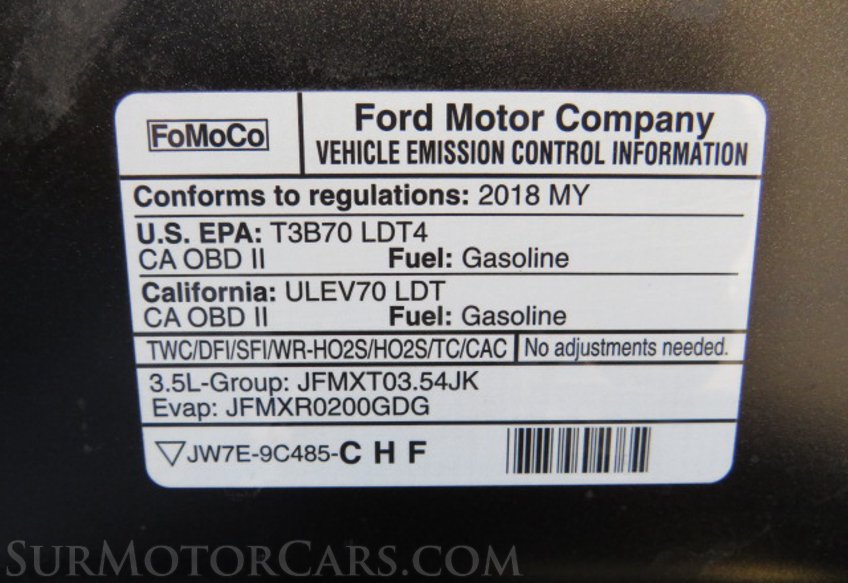 FoMoCo
Ford Motor Company
VEHICLE EMISSION CONTROL INFORMATION
Conforms to regulations: 2018 MY
U.S. EPA: T3B70 LDT4
CA OBD II Fuel: Gasoline
California: ULEV70 LDT
CA OBD II Fuel: Gasoline
TWC/DFI/SFI/WR-HO2S/HO2S/TC/CAC No adjustments needed.
3.5L-Group: JFMXT03.54JK
Evap: JFMXR0200GDG
▽JW7E-9C485-C H F
SURMOTORCARS.COM